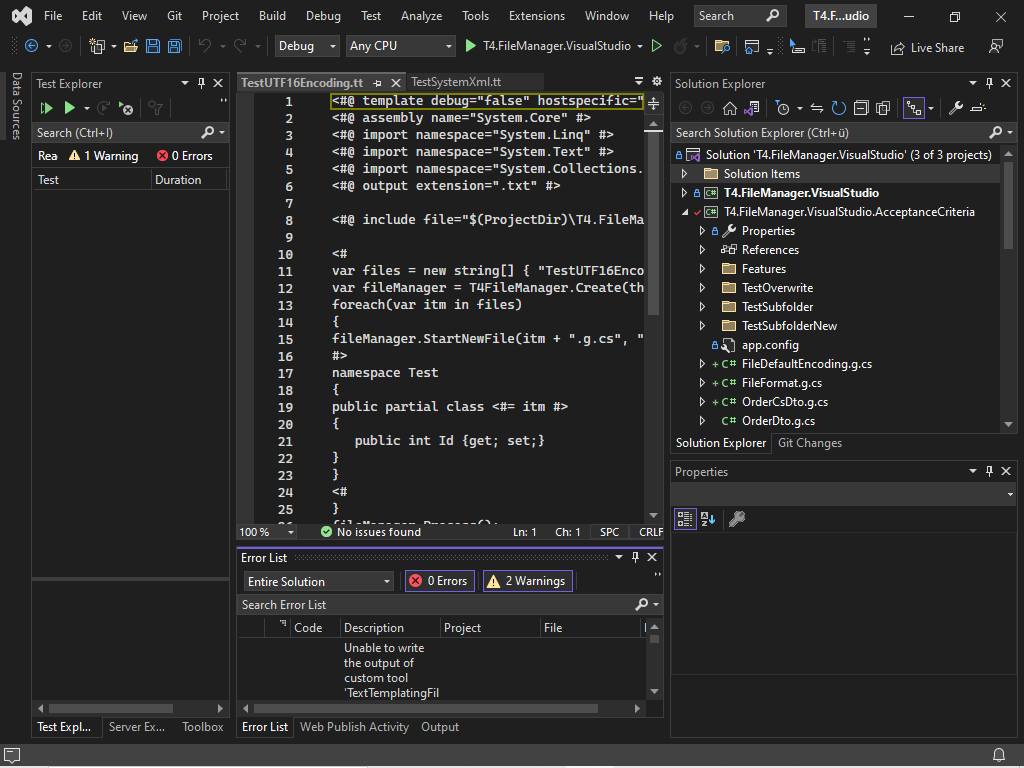 File Edit View Git Project Build Debug Test Analyze Tools Extensions Window Help Search T4.F...udio
Debug Any CPU T4.FileManager.VisualStudio Live Share
Data Sources
Test Explorer
Search (Ctrl+I)
Rea 1 Warning 0 Errors
Test Duration
TestUTF16Encoding.tt TestSystemXml.tt
1 <#@ template debug="false" hostspecific="
2 <#@ assembly name="System.Core" #>
3 <#@ import namespace="System.Linq" #>
4 <#@ import namespace="System.Text" #>
5 <#@ import namespace="System.Collections.
6 <#@ output extension=".txt" #>
7
8 <#@ include file="$(ProjectDir)\T4.FileMa
9
10 <#
11 var files = new string[] { "TestUTF16Enco
12 var fileManager = T4FileManager.Create(th
13 foreach(var itm in files)
14 {
15 fileManager.StartNewFile(itm + ".g.cs", "
16 #>
17 namespace Test
18 {
19 public partial class <#= itm #>
20 {
21 public int Id {get; set;}
22 }
23 }
24 <#
25 }
26 fileManager.Process();
100 % No issues found Ln: 1 Ch: 1 SPC CRLF
Error List
Entire Solution 0 Errors 2 Warnings
Search Error List
Code Description Project File
Unable to write
the output of
custom tool
'TextTemplatingFil
Test Expl... Server Ex... Toolbox
Error List Web Publish Activity Output
Solution Explorer
Search Solution Explorer (Ctrl+ü)
Solution 'T4.FileManager.VisualStudio' (3 of 3 projects)
Solution Items
T4.FileManager.VisualStudio
T4.FileManager.VisualStudio.AcceptanceCriteria
Properties
References
Features
TestOverwrite
TestSubfolder
TestSubfolderNew
app.config
C# FileDefaultEncoding.g.cs
C# FileFormat.g.cs
C# OrderCsDto.g.cs
C# OrderDto.g.cs
Solution Explorer Git Changes
Properties